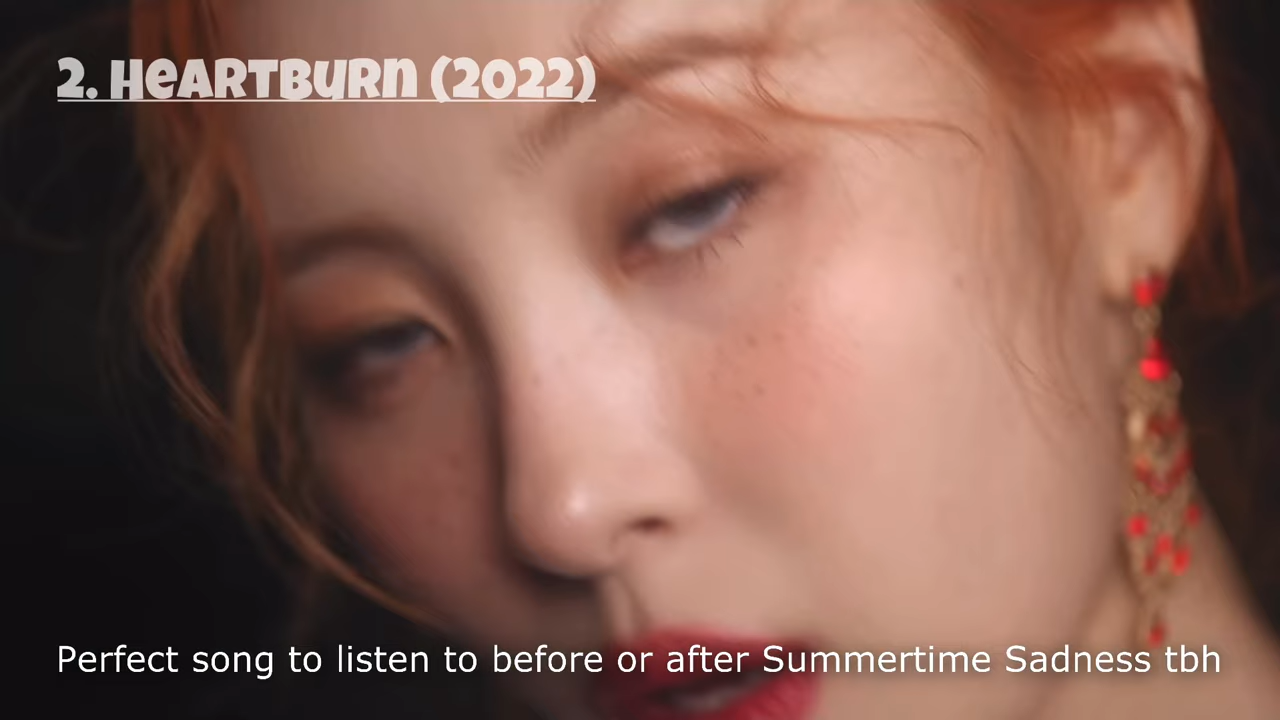 2. Heartburn (2022)
Perfect song to listen to before or after Summertime Sadness tbh